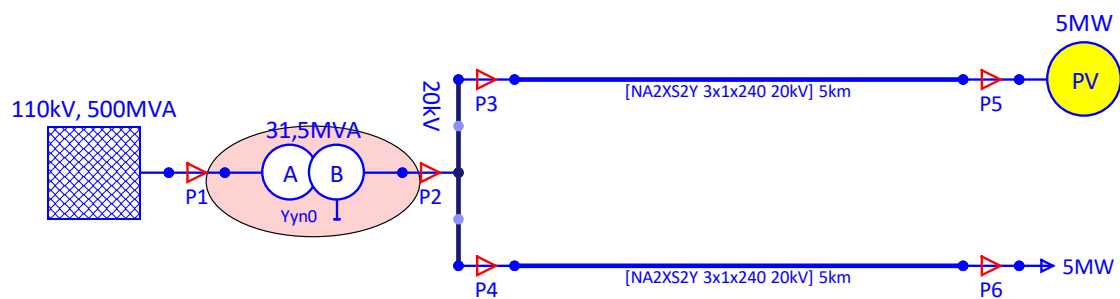 5MW
20kV
P3
[NA2XS2Y 3x1x240 20kV] 5km
P5
PV
110kV, 500MVA
31,5MVA
P1
A
B
P2
Yyn0
P4
[NA2XS2Y 3x1x240 20kV] 5km
P6
5MW